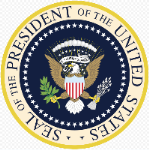 SEAL OF THE PRESIDENT OF THE UNITED STATES